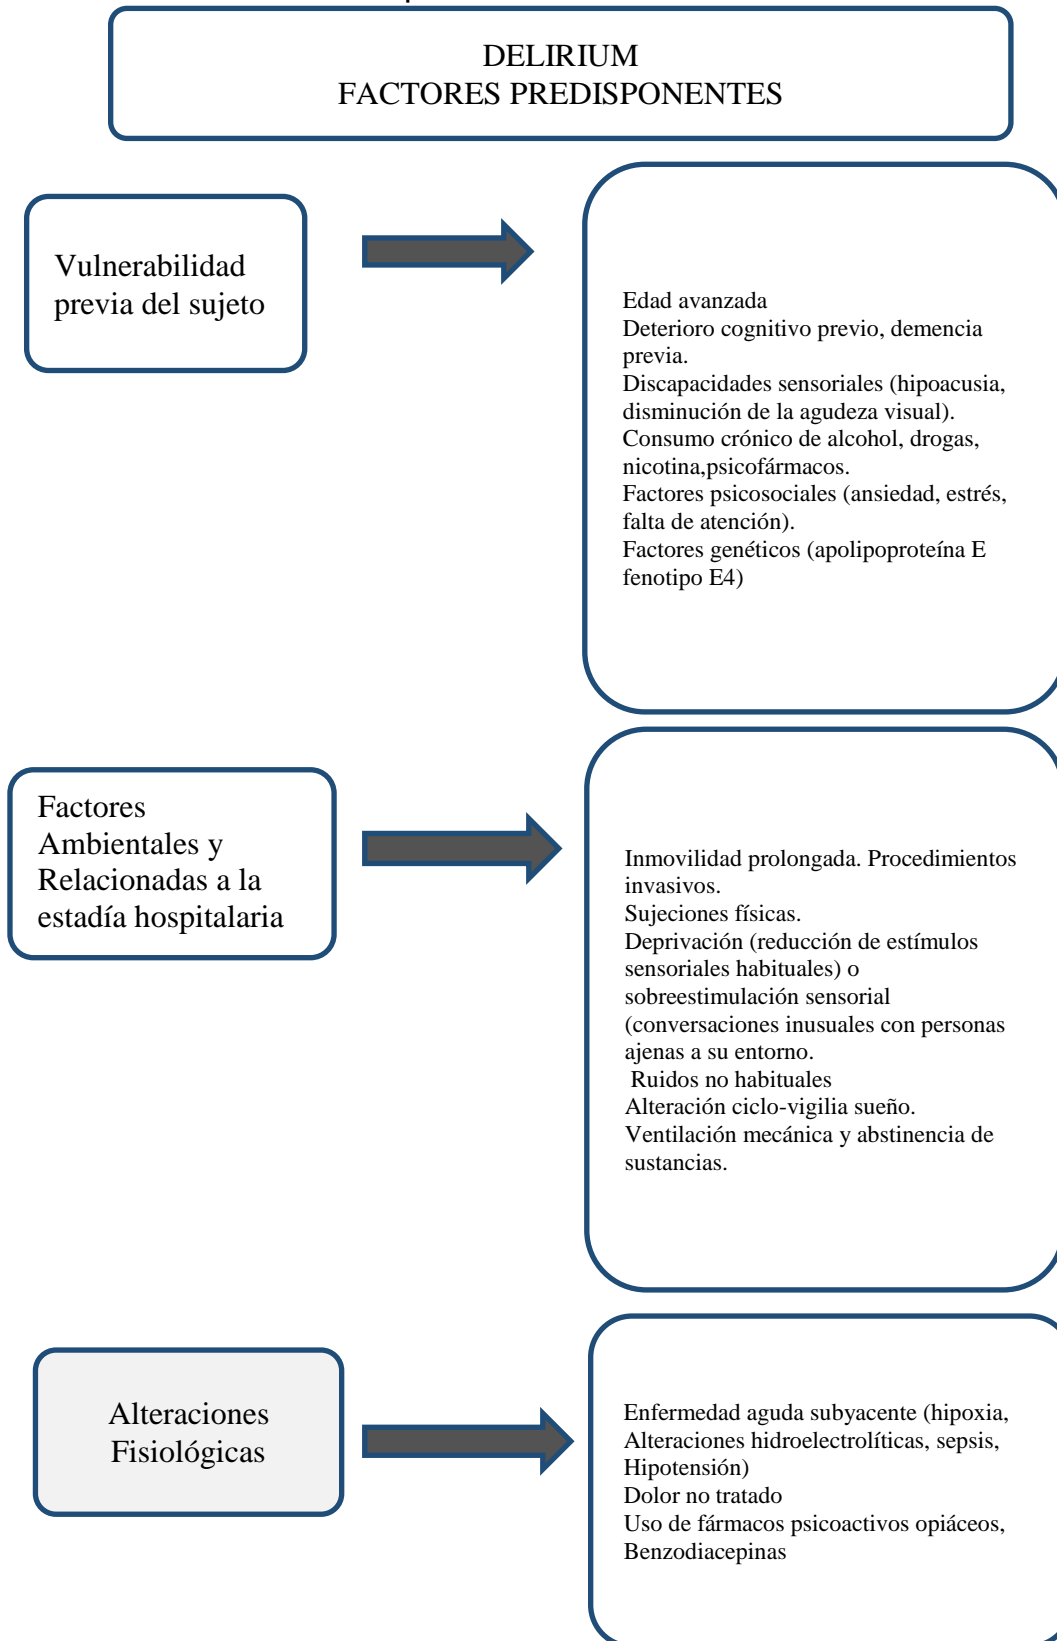 DELIRIUM
FACTORES PREDISPONENTES
Vulnerabilidad
previa del sujeto
Edad avanzada
Deterioro cognitivo previo, demencia
previa.
Discapacidades sensoriales (hipoacusia,
disminución de la agudeza visual).
Consumo crónico de alcohol, drogas,
nicotina,psicofármacos.
Factores psicosociales (ansiedad, estrés,
falta de atención).
Factores genéticos (apolipoproteína E
fenotipo E4)
Factores
Ambientales y
Relacionadas a la
estadía hospitalaria
Inmovilidad prolongada. Procedimientos
invasivos.
Sujeciones físicas.
Deprivación (reducción de estímulos
sensoriales habituales) o
sobreestimulación sensorial
(conversaciones inusuales con personas
ajenas a su entorno.
Ruidos no habituales
Alteración ciclo-vigilia sueño.
Ventilación mecánica y abstinencia de
sustancias.
Alteraciones
Fisiológicas
Enfermedad aguda subyacente (hipoxia,
Alteraciones hidroelectrolíticas, sepsis,
Hipotensión)
Dolor no tratado
Uso de fármacos psicoactivos opiáceos,
Benzodiacepinas